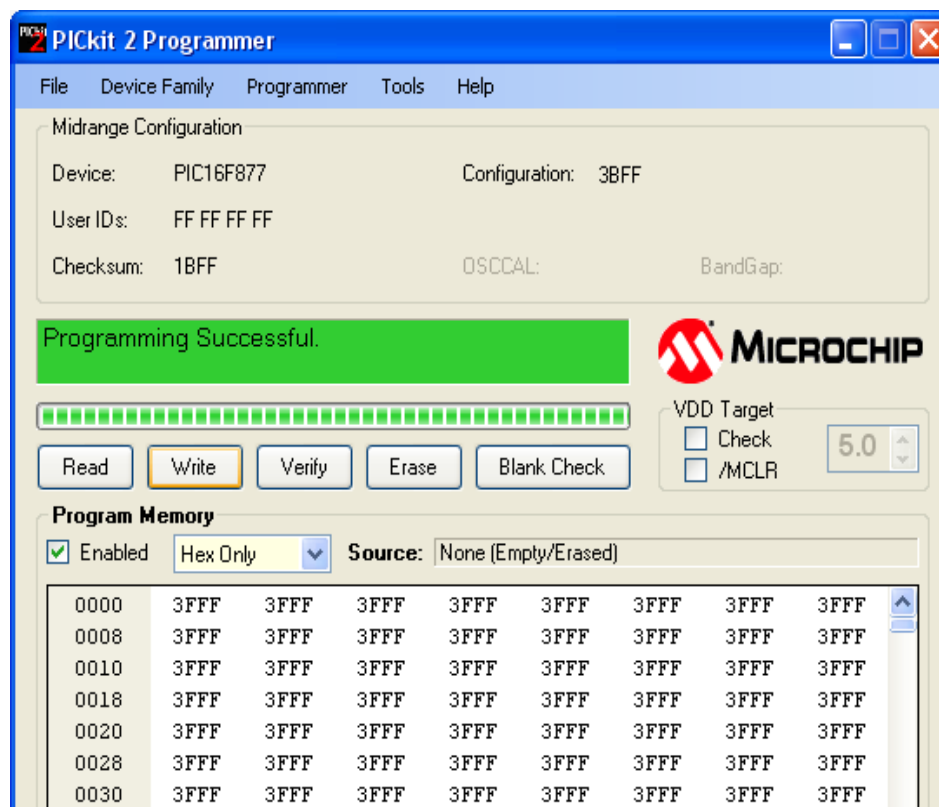 PICkit 2 Programmer
File Device Family Programmer Tools Help
Midrange Configuration
Device: PIC16F877 Configuration: 3BFF
User IDs: FF FF FF FF
Checksum: 1BFF OSCCAL: BandGap:
Programming Successful.
MICROCHIP
VDD Target
Check
/MCLR
5.0
Read Write Verify Erase Blank Check
Program Memory
Enabled Hex Only Source: None (Empty/Erased)
0000 3FFF 3FFF 3FFF 3FFF 3FFF 3FFF 3FFF 3FFF
0008 3FFF 3FFF 3FFF 3FFF 3FFF 3FFF 3FFF 3FFF
0010 3FFF 3FFF 3FFF 3FFF 3FFF 3FFF 3FFF 3FFF
0018 3FFF 3FFF 3FFF 3FFF 3FFF 3FFF 3FFF 3FFF
0020 3FFF 3FFF 3FFF 3FFF 3FFF 3FFF 3FFF 3FFF
0028 3FFF 3FFF 3FFF 3FFF 3FFF 3FFF 3FFF 3FFF
0030 3FFF 3FFF 3FFF 3FFF 3FFF 3FFF 3FFF 3FFF